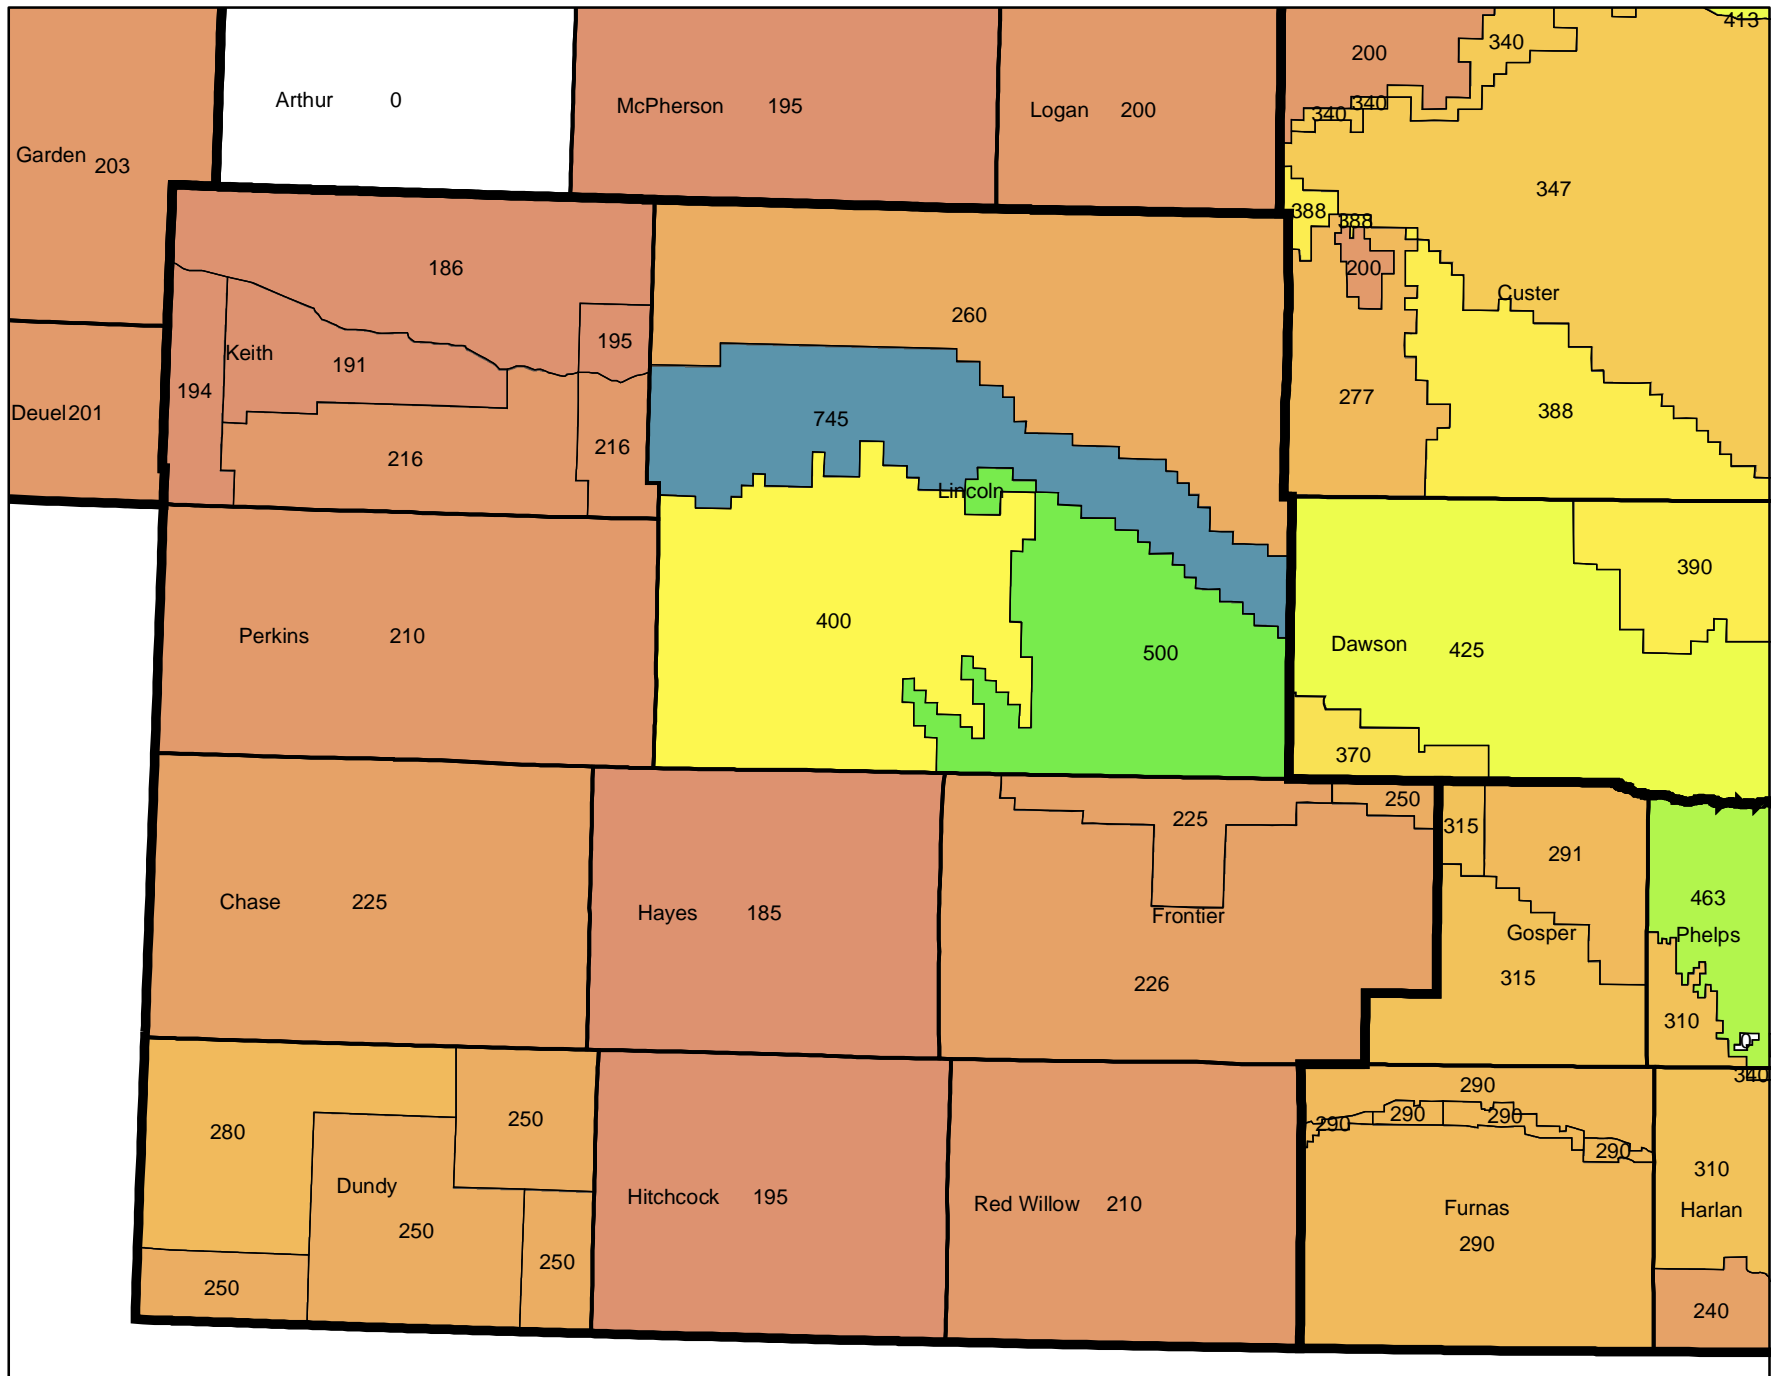 413
340
200
Arthur 0
McPherson 195
Logan 200
340
340
Garden 203
347
388
388
186
200
Custer
260
195
Keith 191
194
277
388
Deuel 201
745
216
216
Lincoln
390
400
Perkins 210
Dawson 425
500
370
250
225
315
291
Chase 225
Hayes 185
463
Frontier
Gosper
Phelps
226
315
310
0
340
290
290
290
290
280
250
290
310
Dundy
Hitchcock 195
Red Willow 210
Furnas
Harlan
250
290
250
250
240